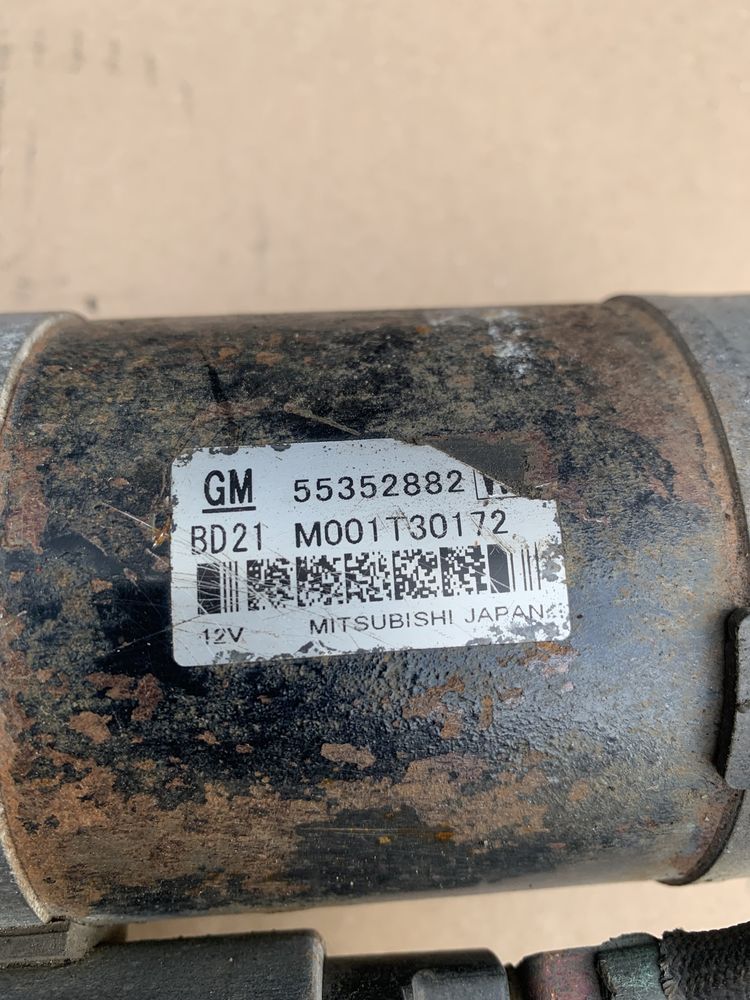 GM 55352882
BD21 M001T30172
12V MITSUBISHI JAPAN